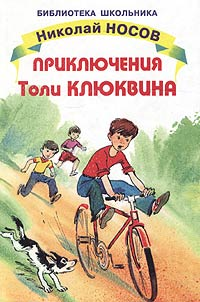 БИБЛИОТЕКА ШКОЛЬНИКА
Николай НОСОВ
ПРИКЛЮЧЕНИЯ
Толи КЛЮКВИНА